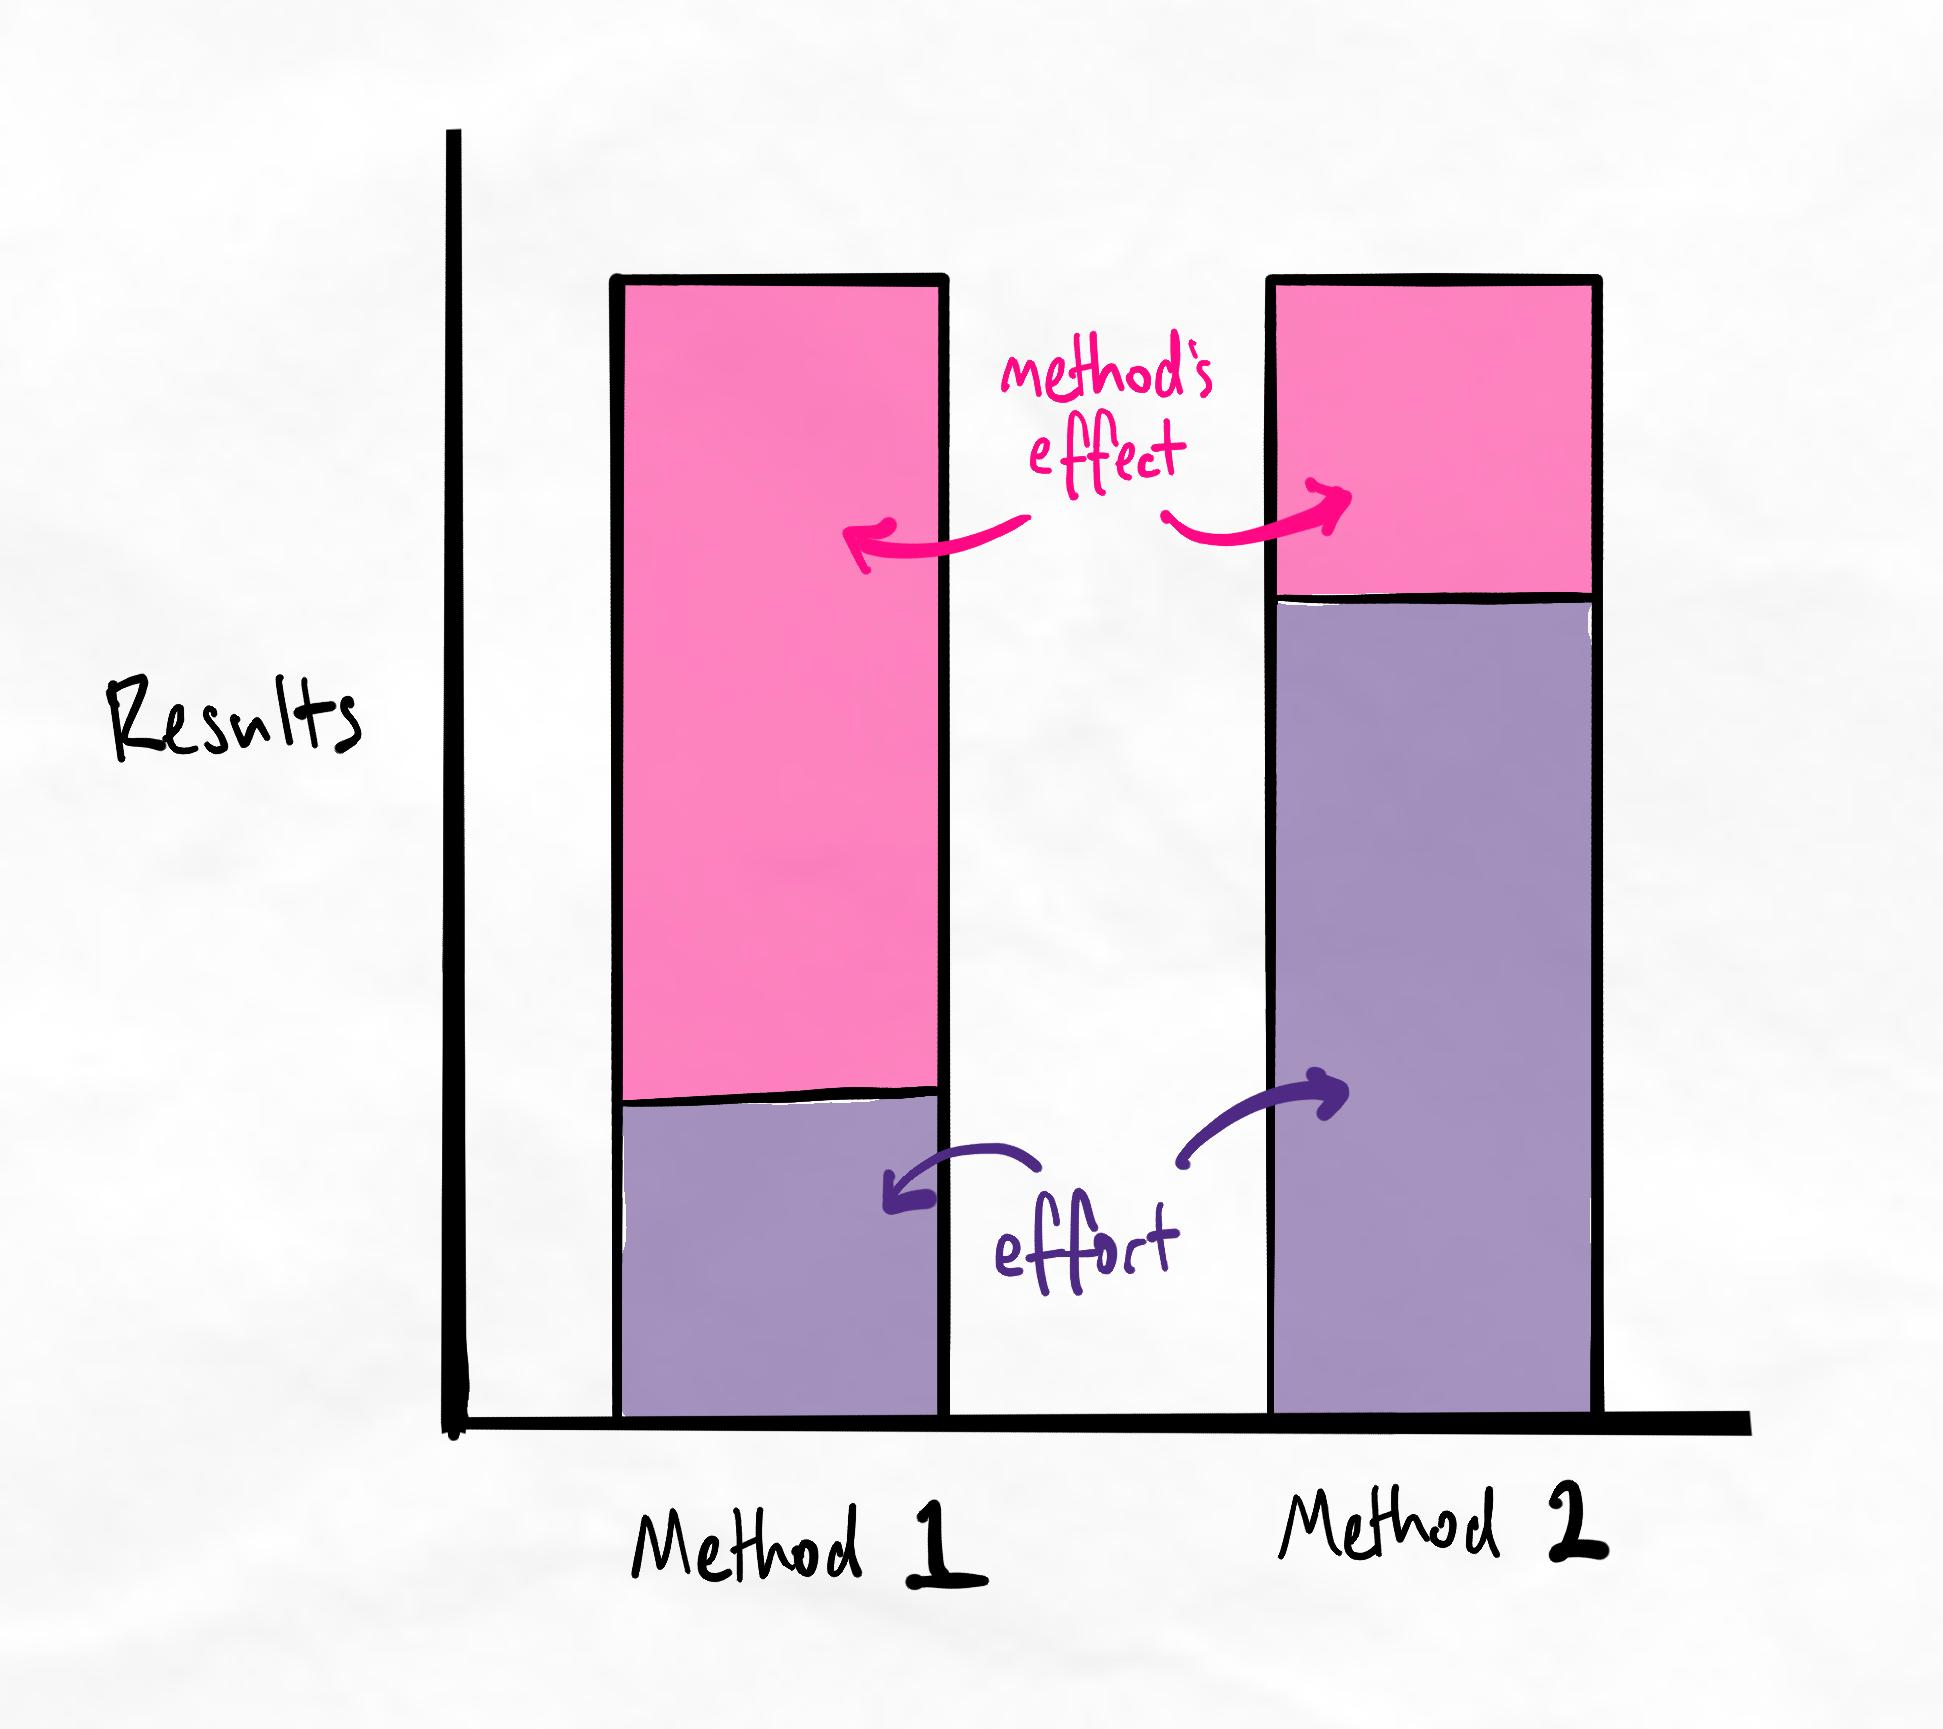 method's
effect
Results
effort
Method 1
Method 2